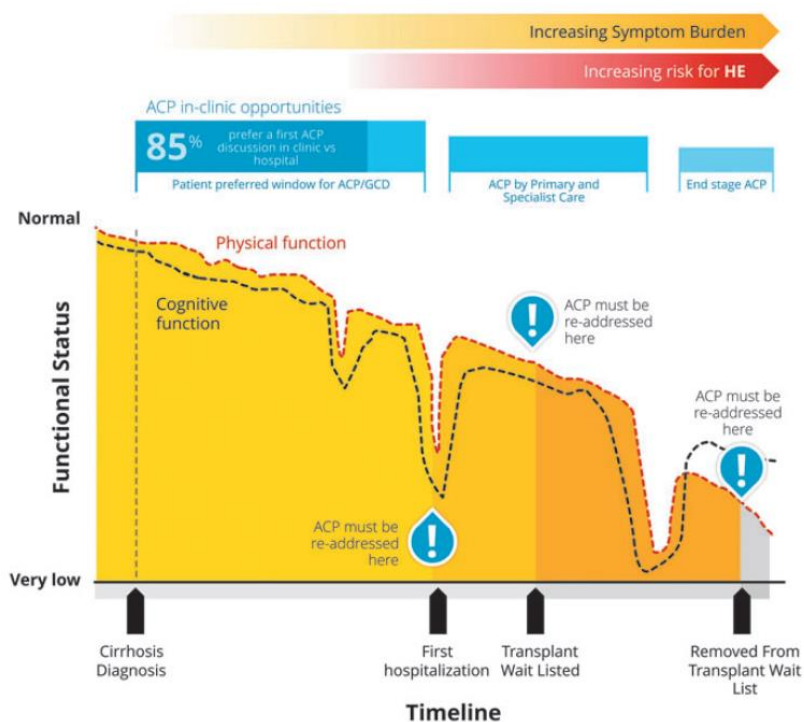 Increasing Symptom Burden
Increasing risk for HE
ACP in-clinic opportunities
85%
prefer a first ACP
discussion in clinic vs
hospital
Patient preferred window for ACP/GCD
ACP by Primary and
Specialist Care
End stage ACP
Normal
Physical function
Cognitive
function
!
ACP must be
re-addressed
here
ACP must be
re-addressed
here
!
ACP must be
re-addressed
here
!
Functional Status
Very low
Cirrhosis
Diagnosis
First
hospitalization
Transplant
Wait Listed
Removed From
Transplant Wait
List
Timeline